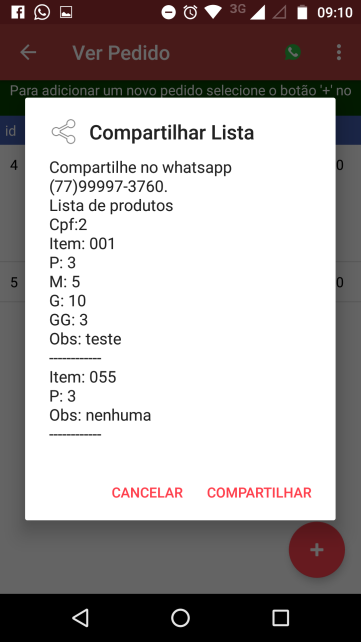 3G
09:10
Ver Pedido
Para adicionar um novo pedido selecione o botão '+' no
id
4
0
Compartilhar Lista
Compartilhe no whatsapp
(77)99997-3760.
Lista de produtos
Cpf:2
Item: 001
P: 3
M: 5
G: 10
GG: 3
Obs: teste
------------
Item: 055
P: 3
Obs: nenhuma
------------
5
0
CANCELAR COMPARTILHAR
+